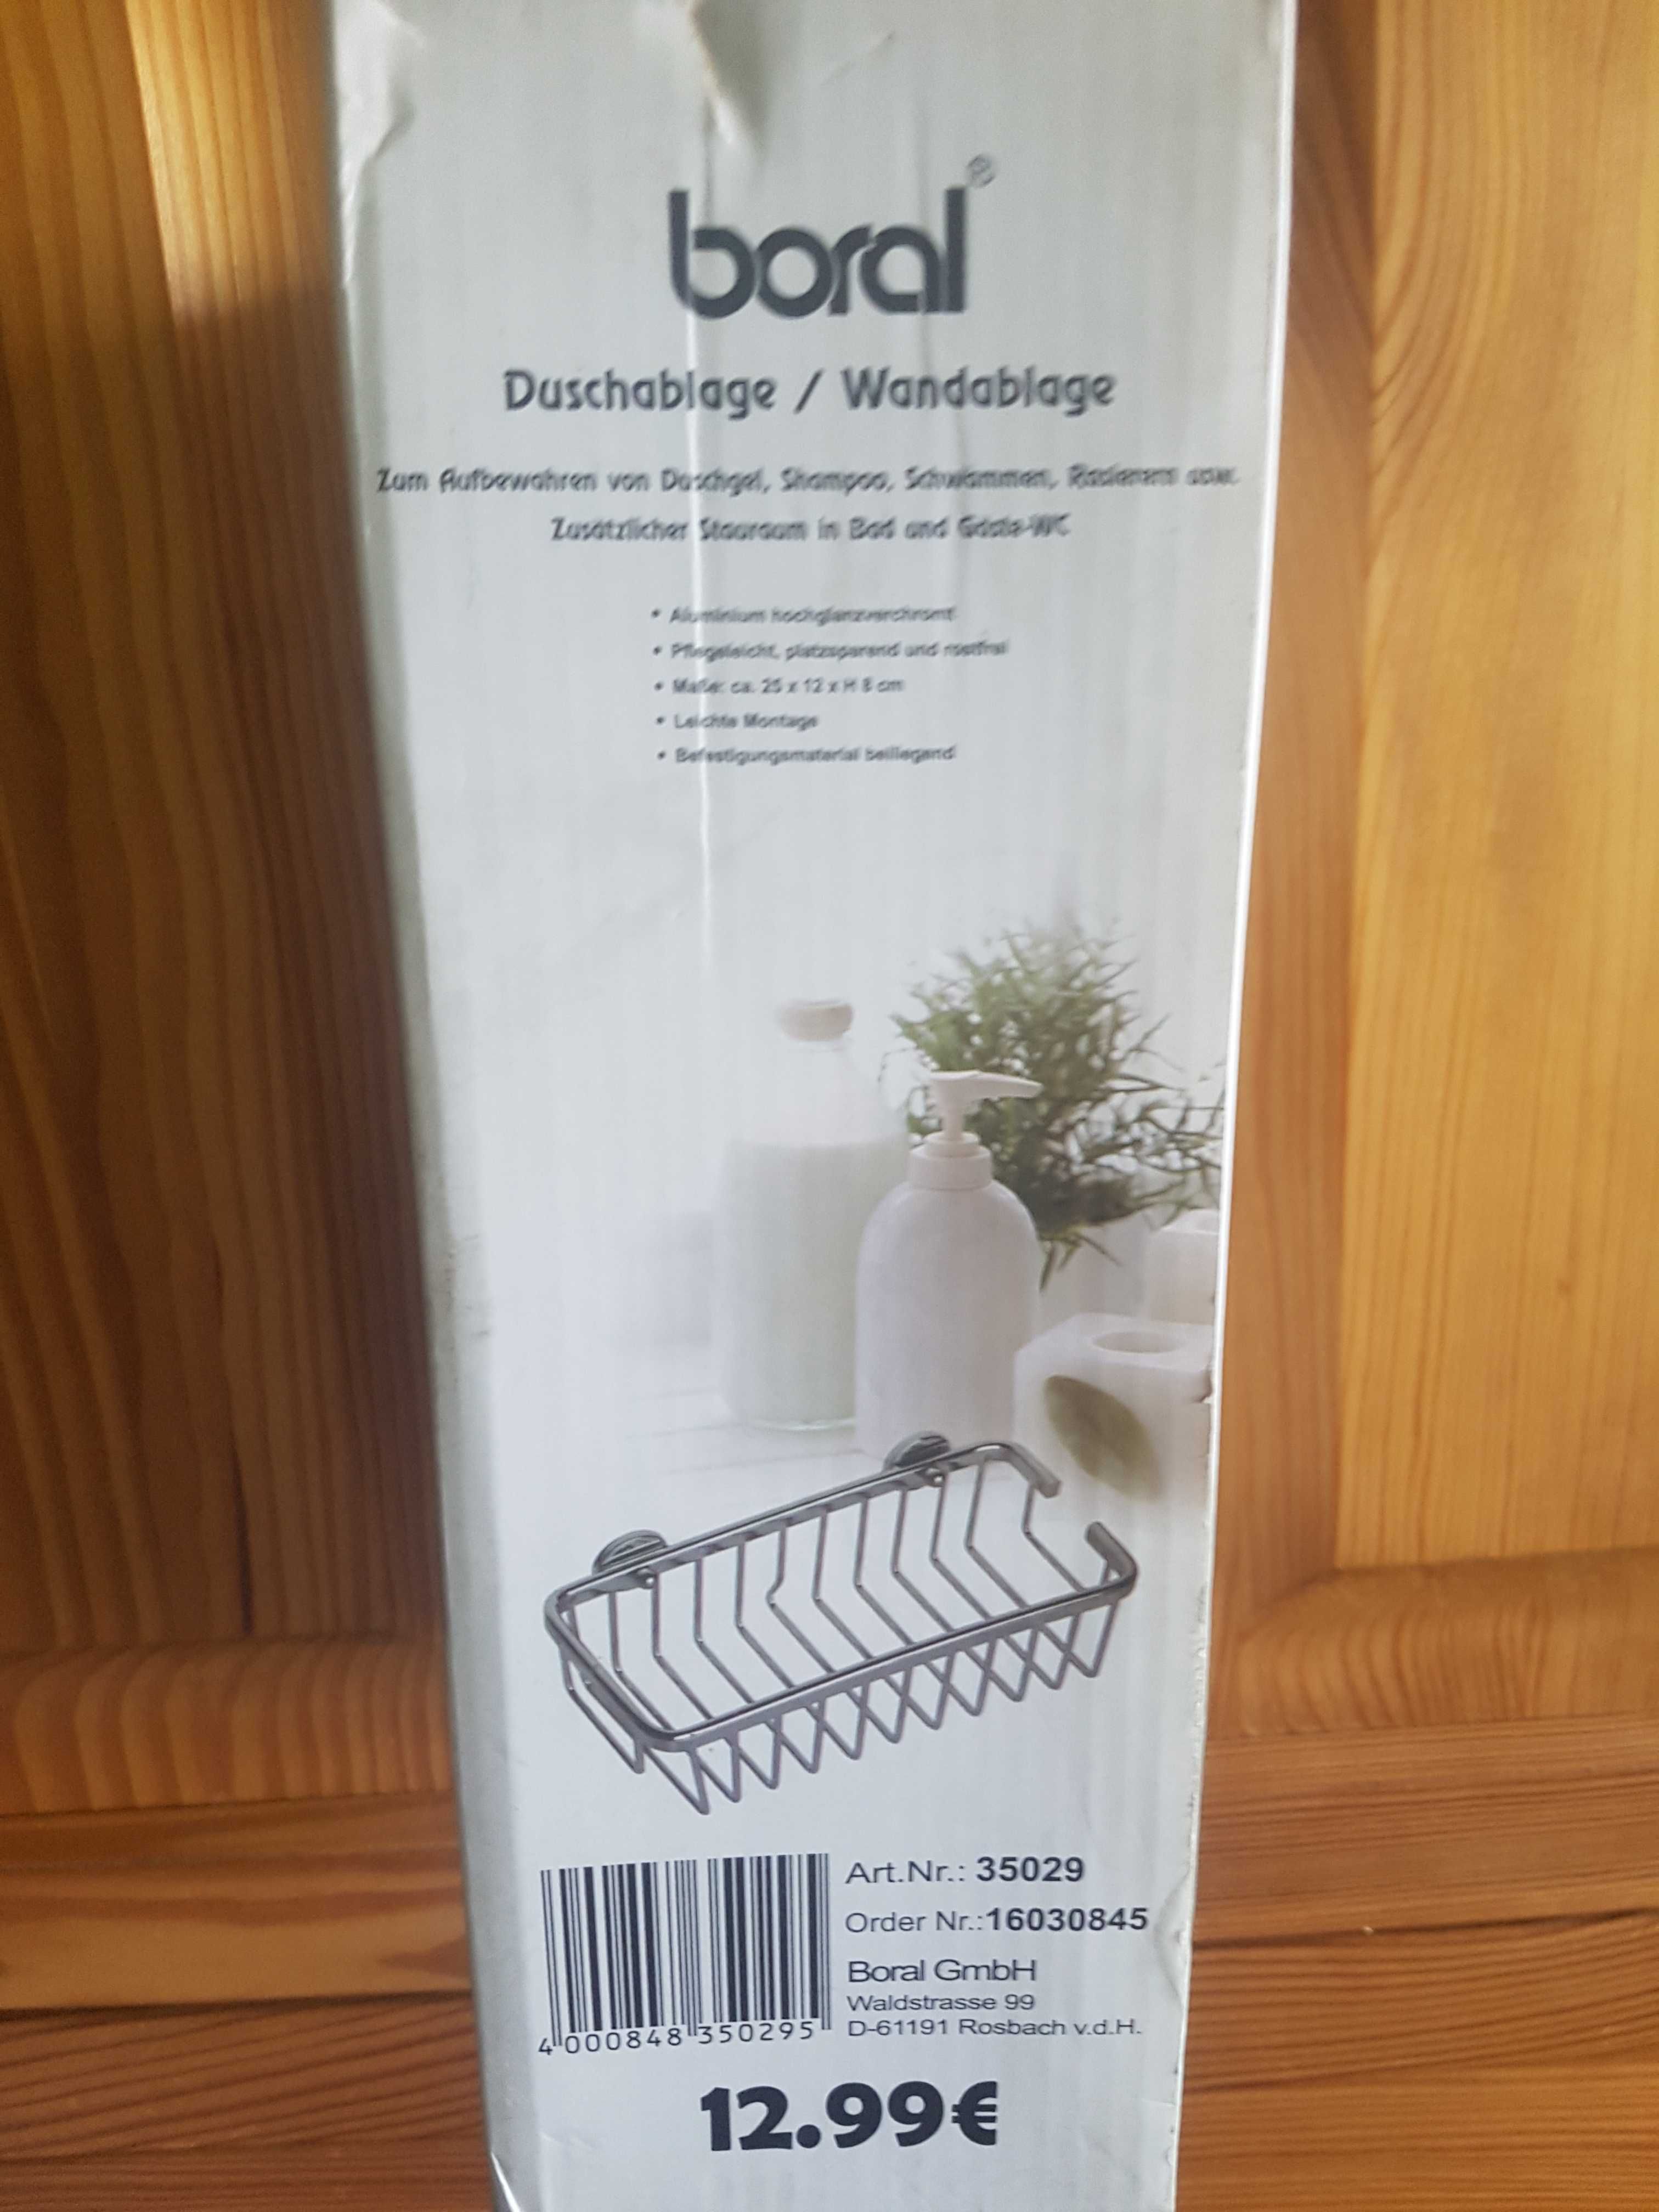 boral®
Duschablage / Wandablage
Zum Aufbewahren von Duschgel, Shampoo, Schwämmen, Rasierern usw.
Zusätzlicher Stauraum in Bad und Gäste-WC
• Aluminium hochglanzverchromt
• Pflegeleicht, platzsparend und rostfrei
• Maße: ca. 25 x 12 x H 8 cm
• Leichte Montage
• Befestigungsmaterial beiliegend
Art.Nr.: 35029
Order Nr.:16030845
Boral GmbH
Waldstrasse 99
D-61191 Rosbach v.d.H.
4 000848 350295
12.99€